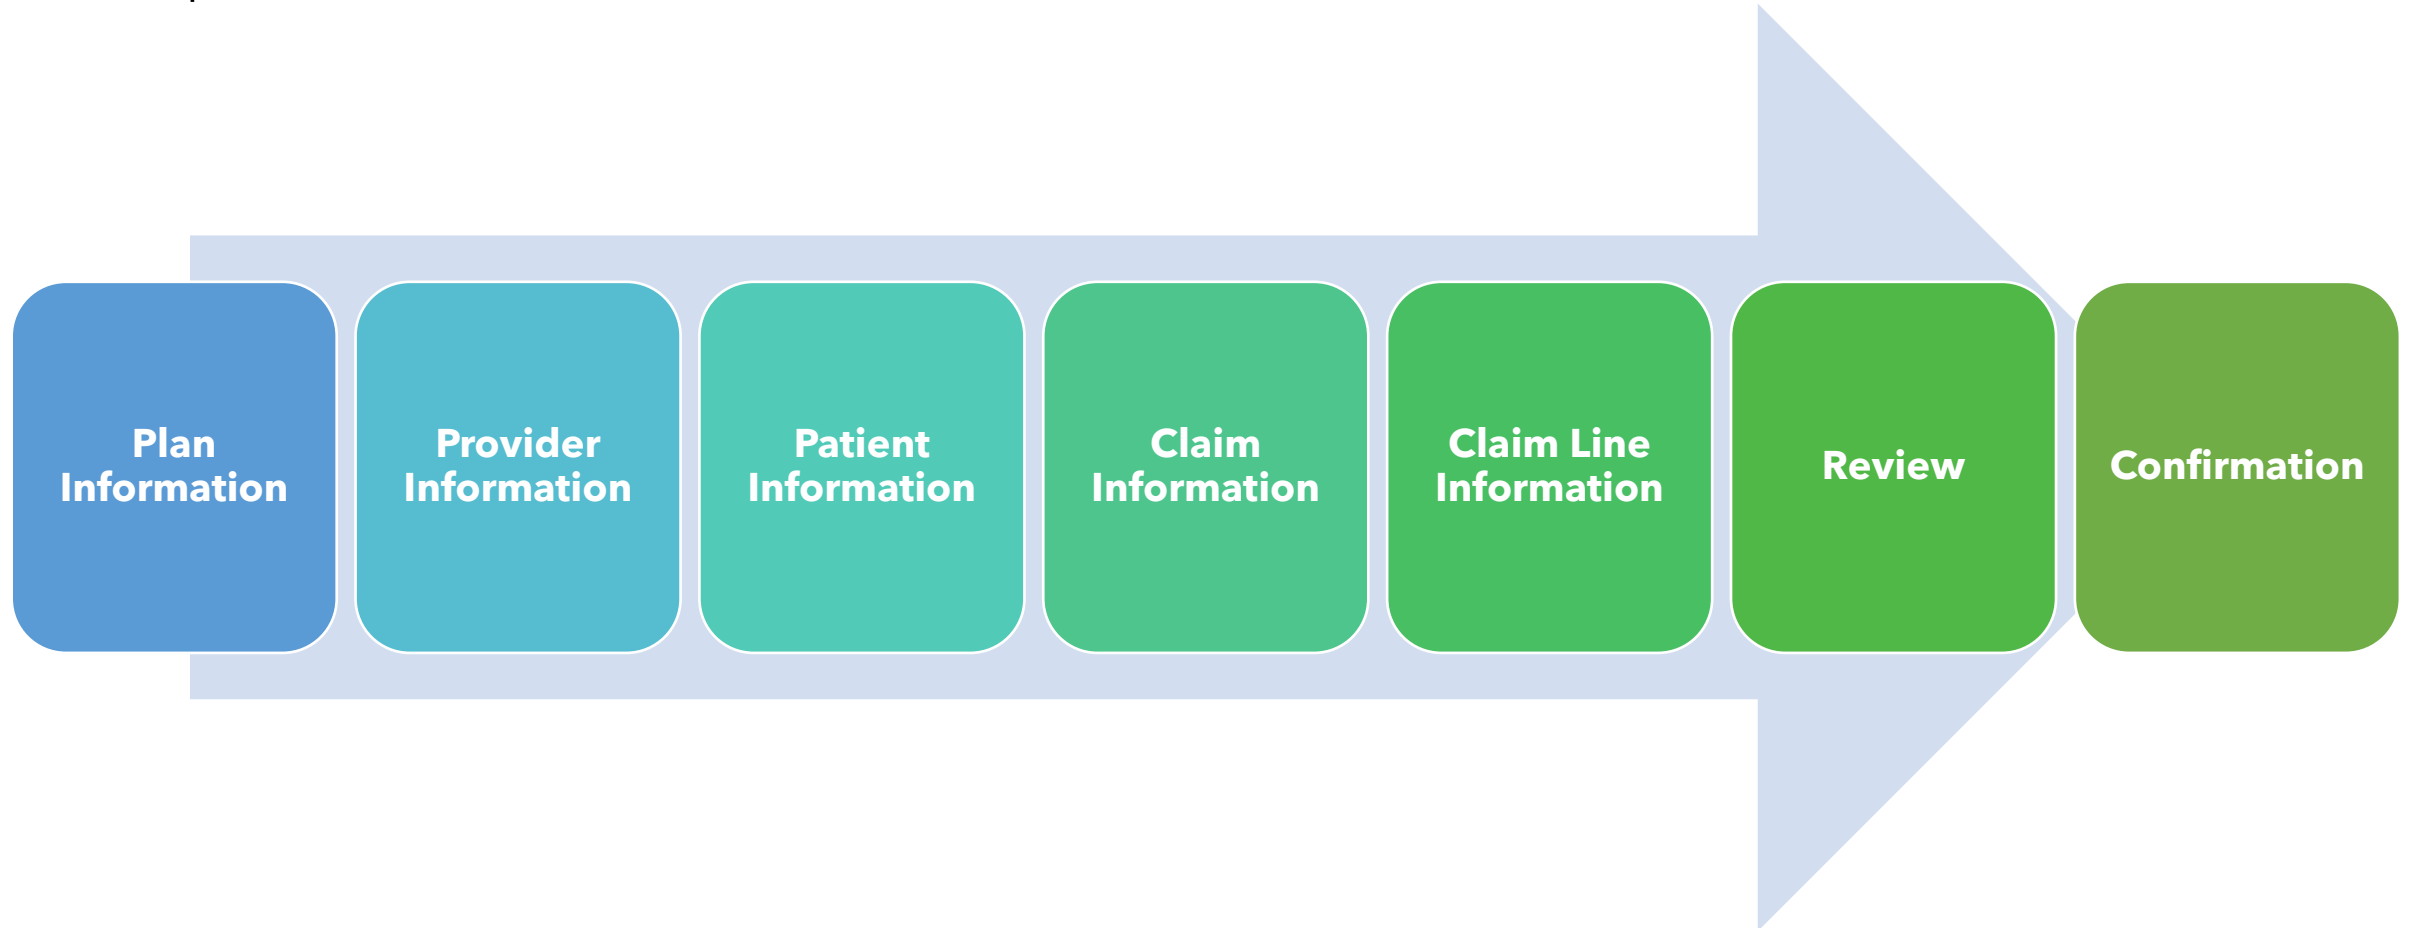 Plan
Information
Provider
Information
Patient
Information
Claim
Information
Claim Line
Information
Review
Confirmation